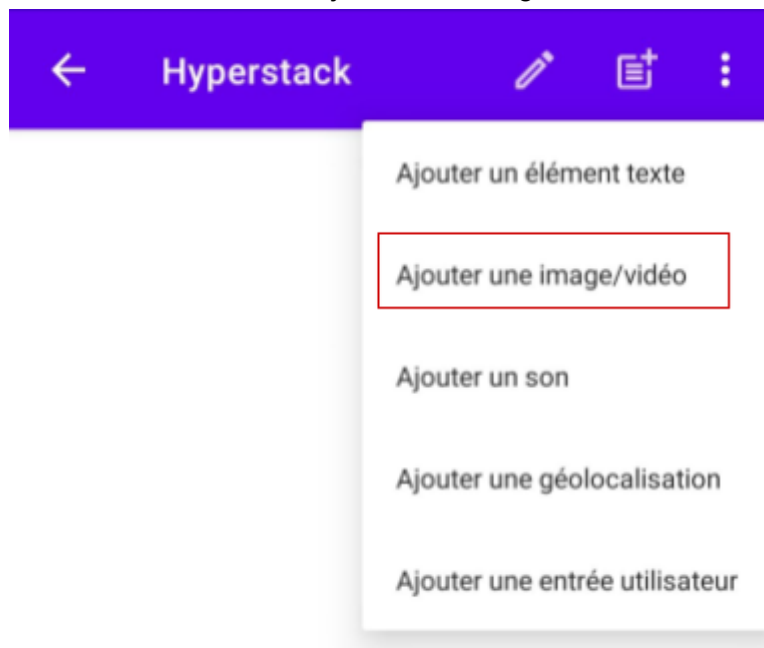 Hyperstack
Ajouter un élément texte
Ajouter une image/vidéo
Ajouter un son
Ajouter une géolocalisation
Ajouter une entrée utilisateur